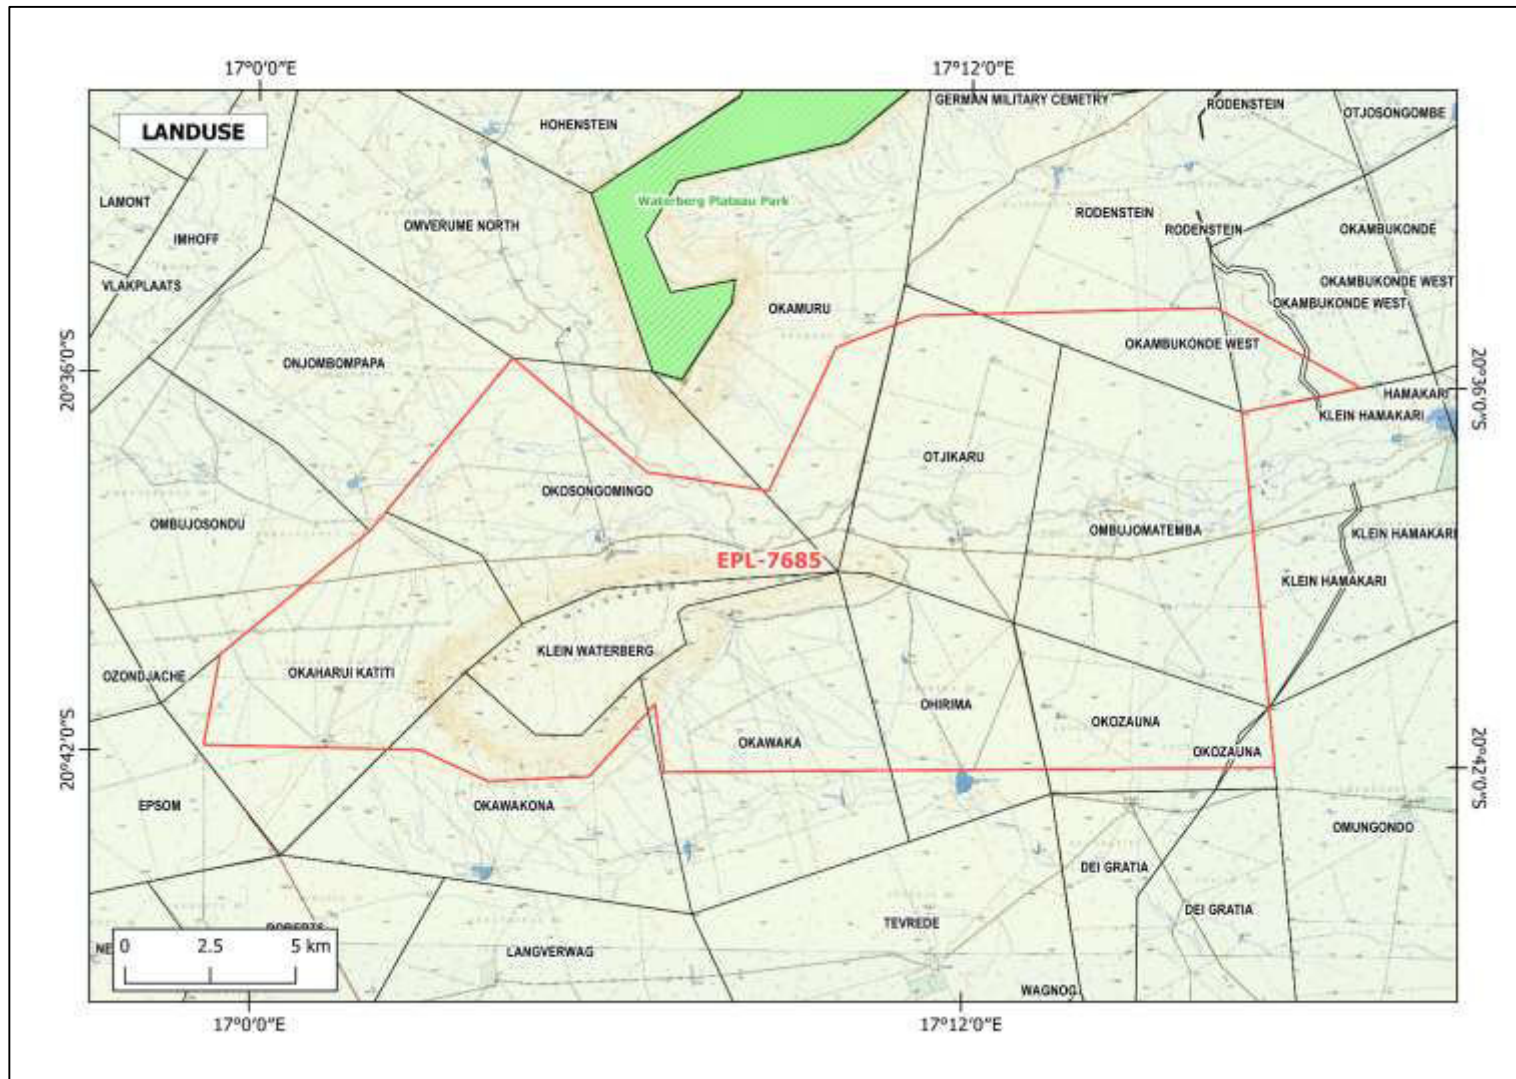 17°0'0"E
17°12'0"E
LANDUSE
HOHENSTEIN
GERMAN MILITARY CEMETRY
RODENSTEIN
OTJOSONGOMBE
LAMONT
Waterberg Plateau Park
RODENSTEIN
OMVERUME NORTH
RODENSTEIN
OKAMBUKONDE
IMHOFF
VLAKPLAATS
OKAMBUKONDE WEST
OKAMBUKONDE WEST
OKAMURU
OKAMBUKONDE WEST
ONJOMBOMPAPA
20°36'0"S
20°36'0"S
HAMAKARI
KLEIN HAMAKARI
OTJIKARU
OKOSONGOMINGO
OMBUJOSONDU
OMBUJOMATEMBA
KLEIN HAMAKARI
EPL-7685
KLEIN HAMAKARI
KLEIN WATERBERG
OZONDJACHE
OKAHARUI KATITI
OHIRIMA
OKOZAUNA
OKAWAKA
OKOZAUNA
20°42'0"S
20°42'0"S
EPSOM
OKAWAKONA
OMUNGONDO
DEI GRATIA
DEI GRATIA
TEVREDE
ROBERTS
NE
LANGVERWAG
0 2.5 5 km
WAGNOG
17°0'0"E
17°12'0"E